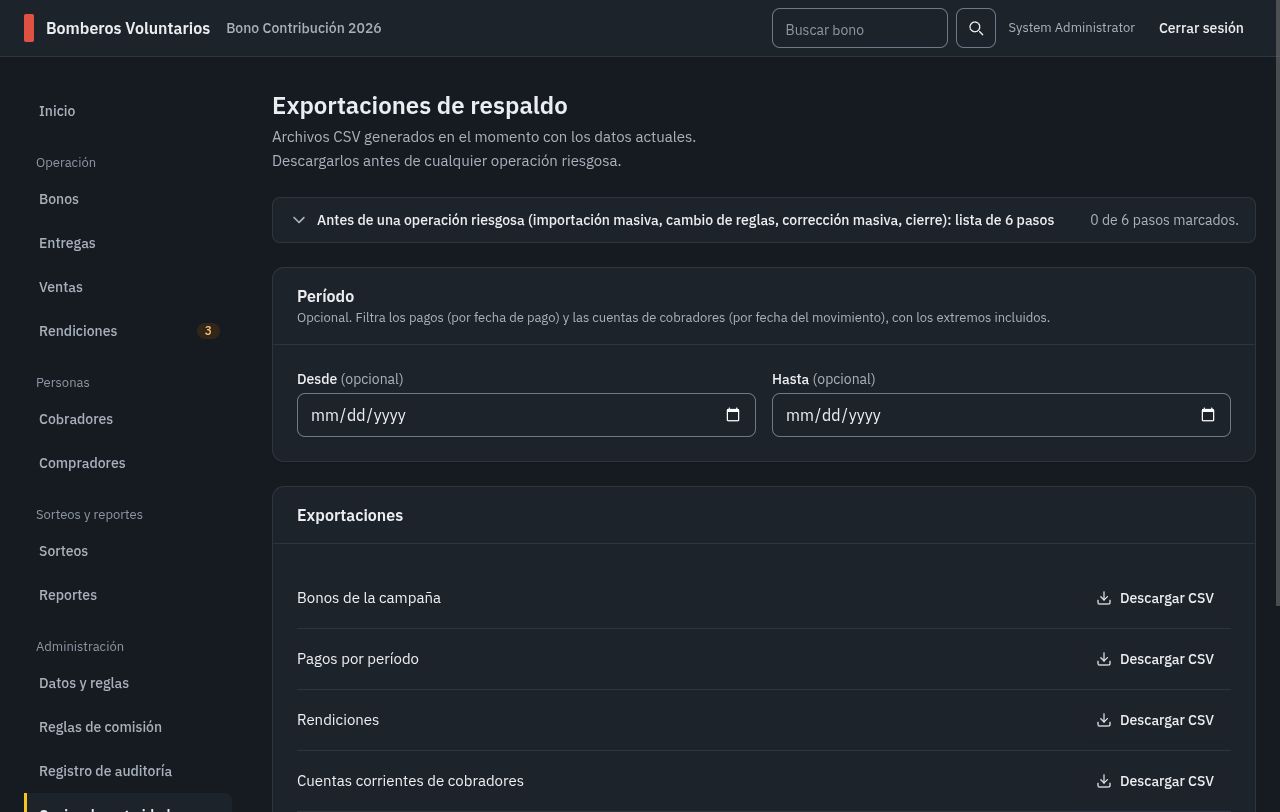 Bomberos Voluntarios
Bono Contribución 2026
Buscar bono
System Administrator
Cerrar sesión
Inicio
Operación
Bonos
Entregas
Ventas
Rendiciones 3
Personas
Cobradores
Compradores
Sorteos y reportes
Sorteos
Reportes
Administración
Datos y reglas
Reglas de comisión
Registro de auditoría
Exportaciones de respaldo
Archivos CSV generados en el momento con los datos actuales.
Descargarlos antes de cualquier operación riesgosa.
Antes de una operación riesgosa (importación masiva, cambio de reglas, corrección masiva, cierre): lista de 6 pasos
0 de 6 pasos marcados.
Período
Opcional. Filtra los pagos (por fecha de pago) y las cuentas de cobradores (por fecha del movimiento), con los extremos incluidos.
Desde (opcional)
mm/dd/yyyy
Hasta (opcional)
mm/dd/yyyy
Exportaciones
Bonos de la campaña
Descargar CSV
Pagos por período
Descargar CSV
Rendiciones
Descargar CSV
Cuentas corrientes de cobradores
Descargar CSV